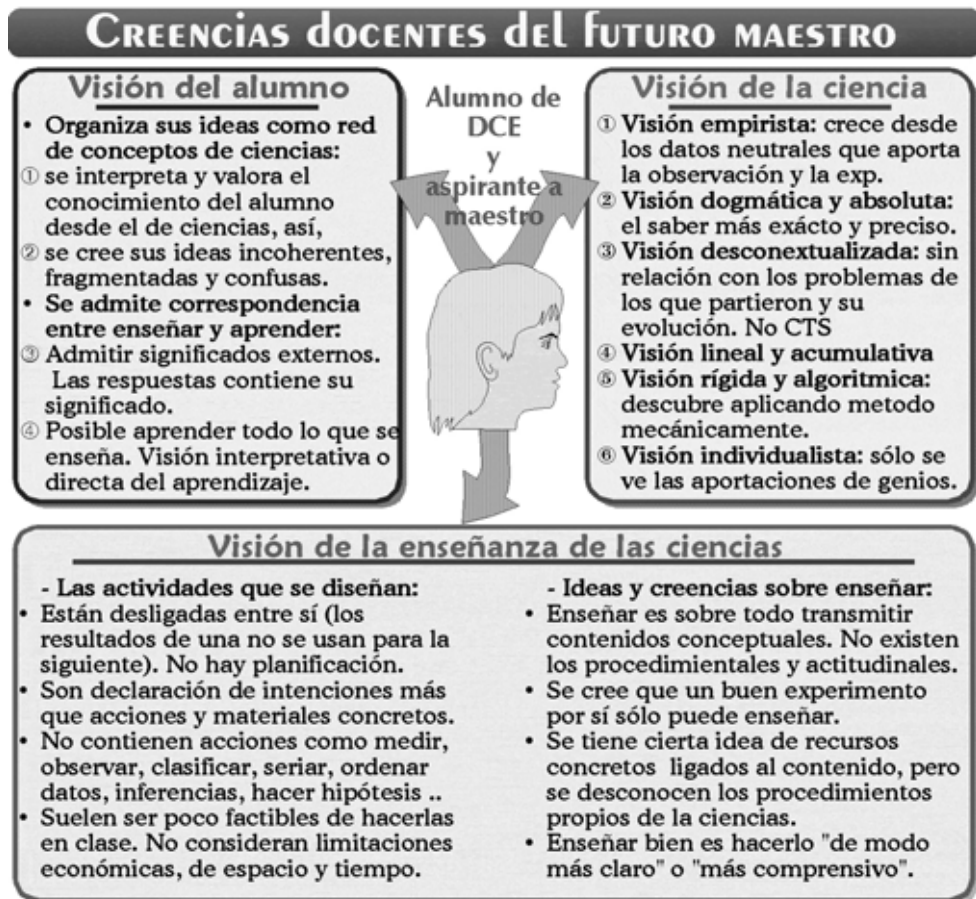 CREENCIAS DOCENTES DEL FUTURO MAESTRO
Visión del alumno
• Organiza sus ideas como red
de conceptos de ciencias:
① se interpreta y valora el
conocimiento del alumno
desde el de ciencias, así,
② se cree sus ideas incoherentes,
fragmentadas y confusas.
• Se admite correspondencia
entre enseñar y aprender:
③ Admitir significados externos.
Las respuestas contiene su
significado.
④ Posible aprender todo lo que se
enseña. Visión interpretativa o
directa del aprendizaje.
Alumno de
DCE
y
aspirante a
maestro
Visión de la ciencia
① Visión empirista: crece desde
los datos neutrales que aporta
la observación y la exp.
② Visión dogmática y absoluta:
el saber más exácto y preciso.
③ Visión desconextualizada: sin
relación con los problemas de
los que partieron y su
evolución. No CTS
④ Visión lineal y acumulativa
⑤ Visión rígida y algoritmica:
descubre aplicando metodo
mecánicamente.
⑥ Visión individualista: sólo se
ve las aportaciones de genios.
Visión de la enseñanza de las ciencias
- Las actividades que se diseñan:
• Están desligadas entre sí (los
resultados de una no se usan para la
siguiente). No hay planificación.
• Son declaración de intenciones más
que acciones y materiales concretos.
• No contienen acciones como medir,
observar, clasificar, seriar, ordenar
datos, inferencias, hacer hipótesis ..
• Suelen ser poco factibles de hacerlas
en clase. No consideran limitaciones
económicas, de espacio y tiempo.
- Ideas y creencias sobre enseñar:
• Enseñar es sobre todo transmitir
contenidos conceptuales. No existen
los procedimientales y actitudinales.
• Se cree que un buen experimento
por sí sólo puede enseñar.
• Se tiene cierta idea de recursos
concretos ligados al contenido, pero
se desconocen los procedimientos
propios de la ciencias.
• Enseñar bien es hacerlo "de modo
más claro" o "más comprensivo".